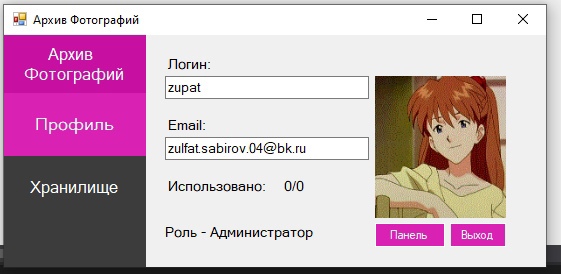 Архив Фотографий
Архив
Фотографий
Профиль
Хранилище
Логин:
zupat
Email:
zulfat.sabirov.04@bk.ru
Использовано: 0/0
Роль - Администратор
Панель
Выход